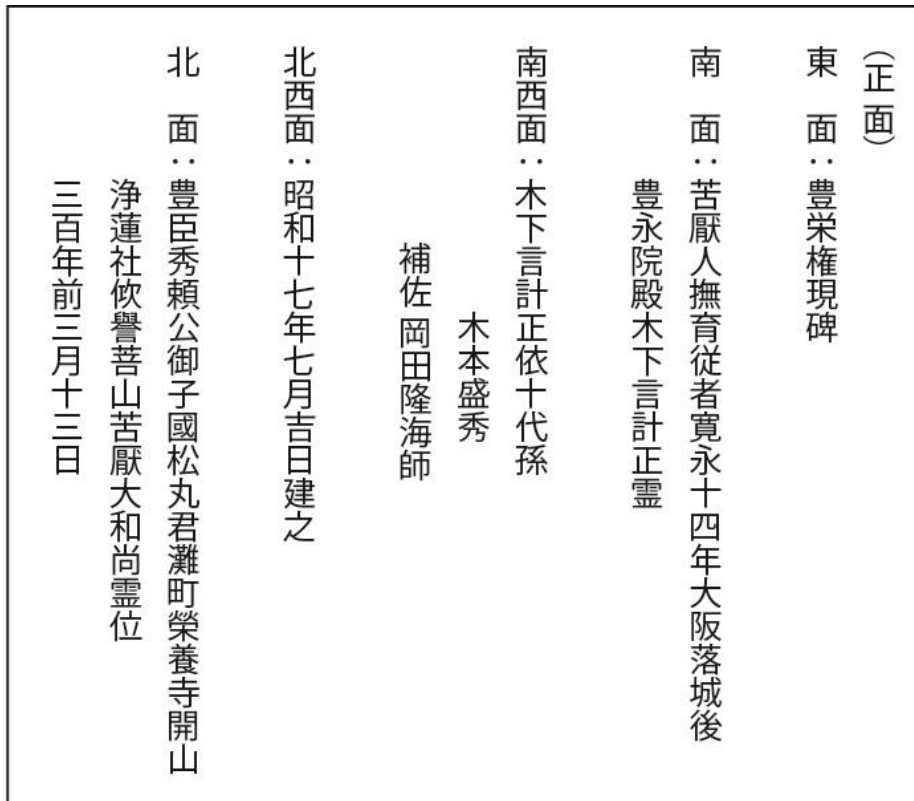 （正面）
東　面：豊栄権現碑
南　面：苦厭人撫育従者寛永十四年大阪落城後
豊永院殿木下言計正霊
南西面：木下言計正依十代孫
木本盛秀
補佐 岡田隆海師
北西面：昭和十七年七月吉日建之
北　面：豊臣秀頼公御子國松丸君灘町榮養寺開山
浄蓮社佽譽菩山苦厭大和尚霊位
三百年前三月十三日